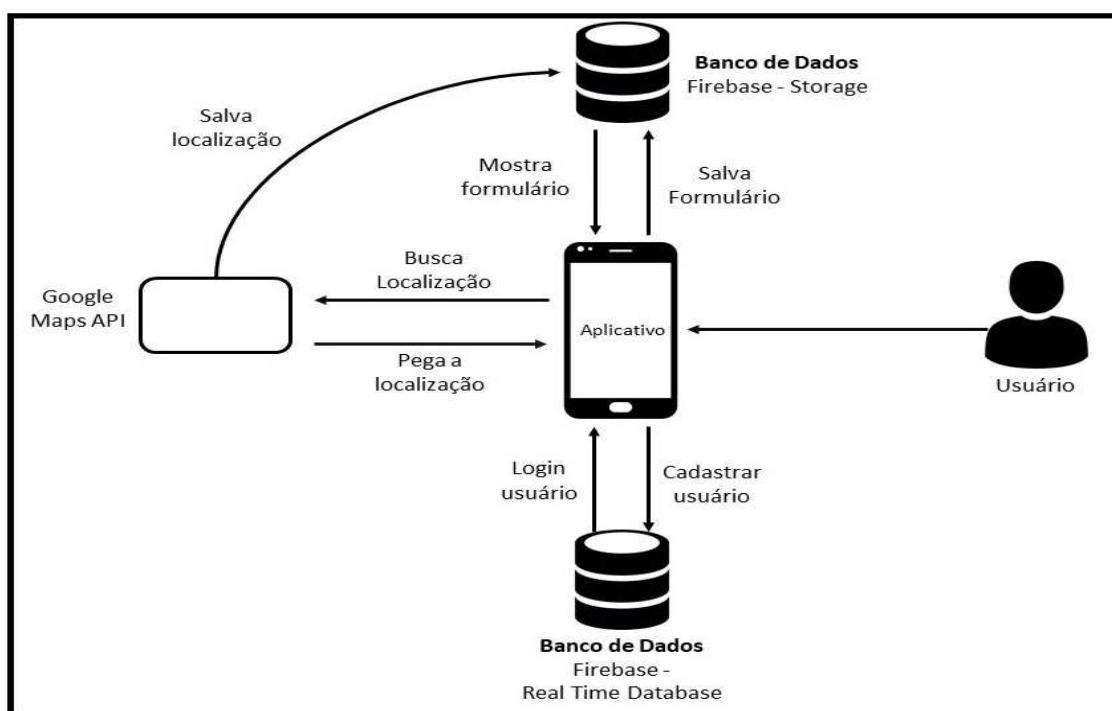 Banco de Dados
Firebase - Storage
Salva
localização
Mostra
formulário
Salva
Formulário
Busca
Localização
Google
Maps API
Aplicativo
Pega a
localização
Usuário
Login
usuário
Cadastrar
usuário
Banco de Dados
Firebase -
Real Time Database